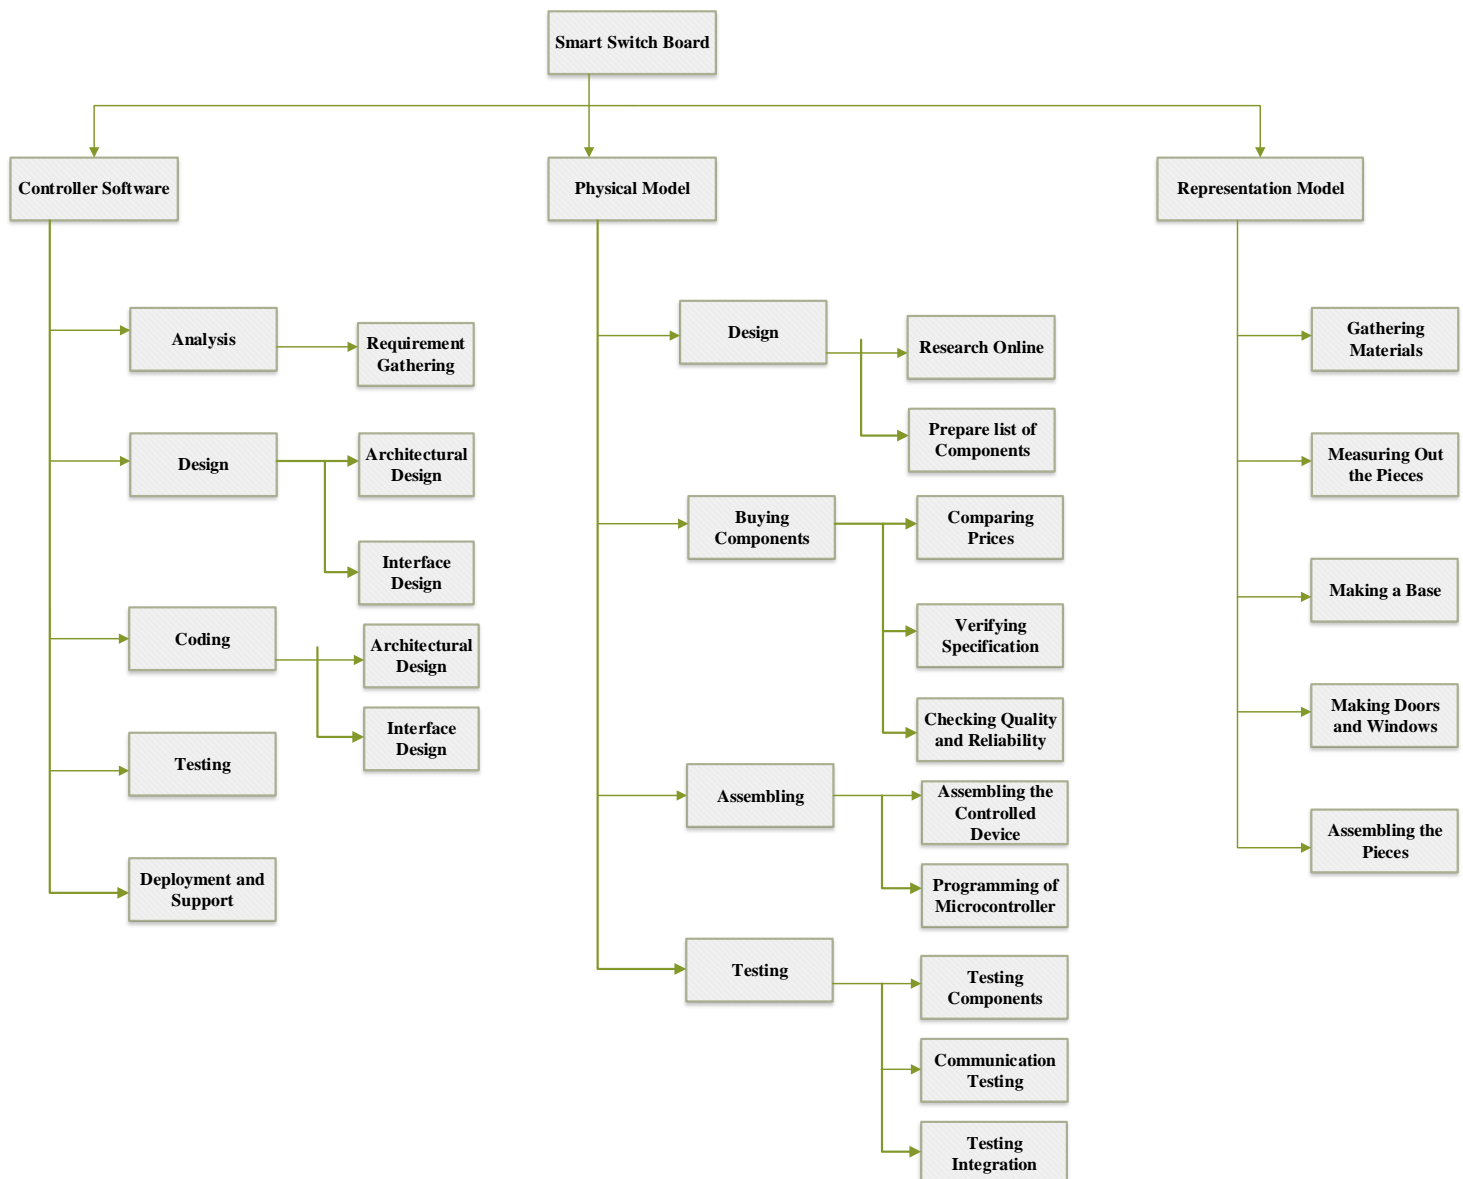 Smart Switch Board
Controller Software
Physical Model
Representation Model
Analysis
Requirement
Gathering
Design
Architectural
Design
Interface
Design
Coding
Architectural
Design
Interface
Design
Testing
Deployment and
Support
Design
Research Online
Prepare list of
Components
Buying
Components
Comparing
Prices
Verifying
Specification
Checking Quality
and Reliability
Assembling
Assembling the
Controlled
Device
Programming of
Microcontroller
Testing
Testing
Components
Communication
Testing
Testing
Integration
Gathering
Materials
Measuring Out
the Pieces
Making a Base
Making Doors
and Windows
Assembling the
Pieces